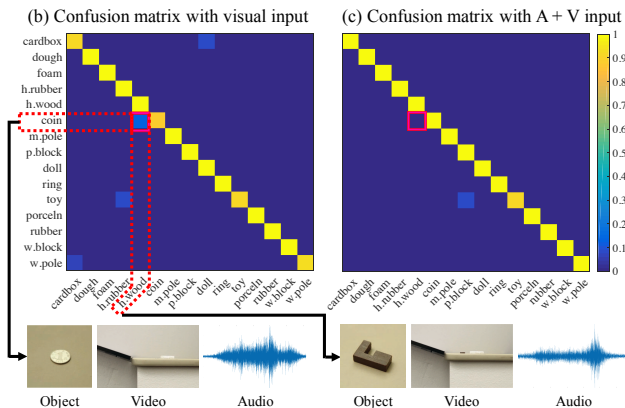 (b) Confusion matrix with visual input
(c) Confusion matrix with A + V input
cardbox
dough
foam
h.rubber
h.wood
coin
m.pole
p.block
doll
ring
toy
porceln
rubber
w.block
w.pole
cardbox
dough
foam
h.rubber
h.wood
coin
m.pole
p.block
doll
ring
toy
porceln
rubber
w.block
w.pole
cardbox
dough
foam
h.rubber
h.wood
coin
m.pole
p.block
doll
ring
toy
porceln
rubber
w.block
w.pole
1
0.9
0.8
0.7
0.6
0.5
0.4
0.3
0.2
0.1
0
Object Video Audio
Object Video Audio